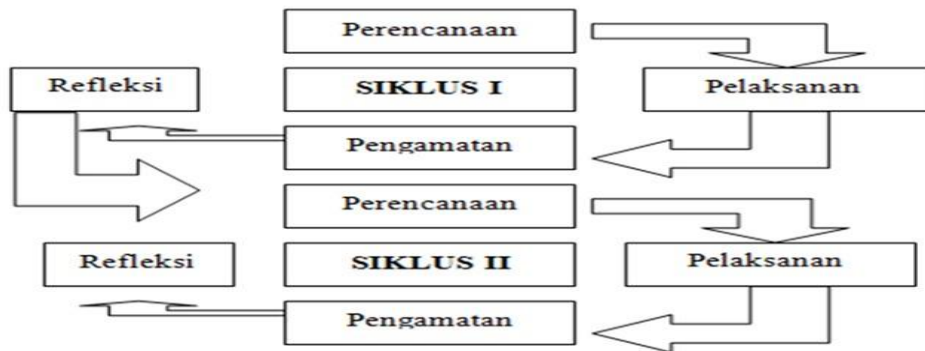 Perencanaan
Refleksi
SIKLUS I
Pelaksanan
Pengamatan
Perencanaan
Refleksi
SIKLUS II
Pelaksanan
Pengamatan